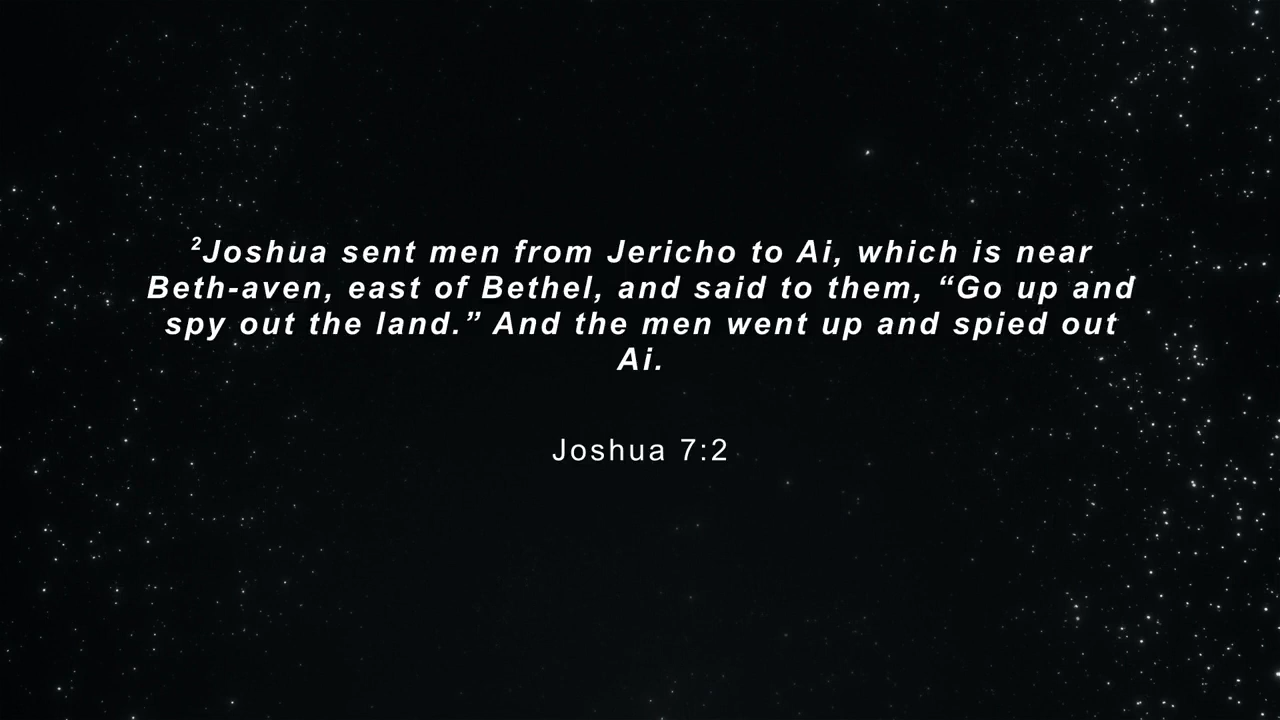 ²Joshua sent men from Jericho to Ai, which is near
Beth-aven, east of Bethel, and said to them, “Go up and
spy out the land.” And the men went up and spied out
Ai.
Joshua 7:2